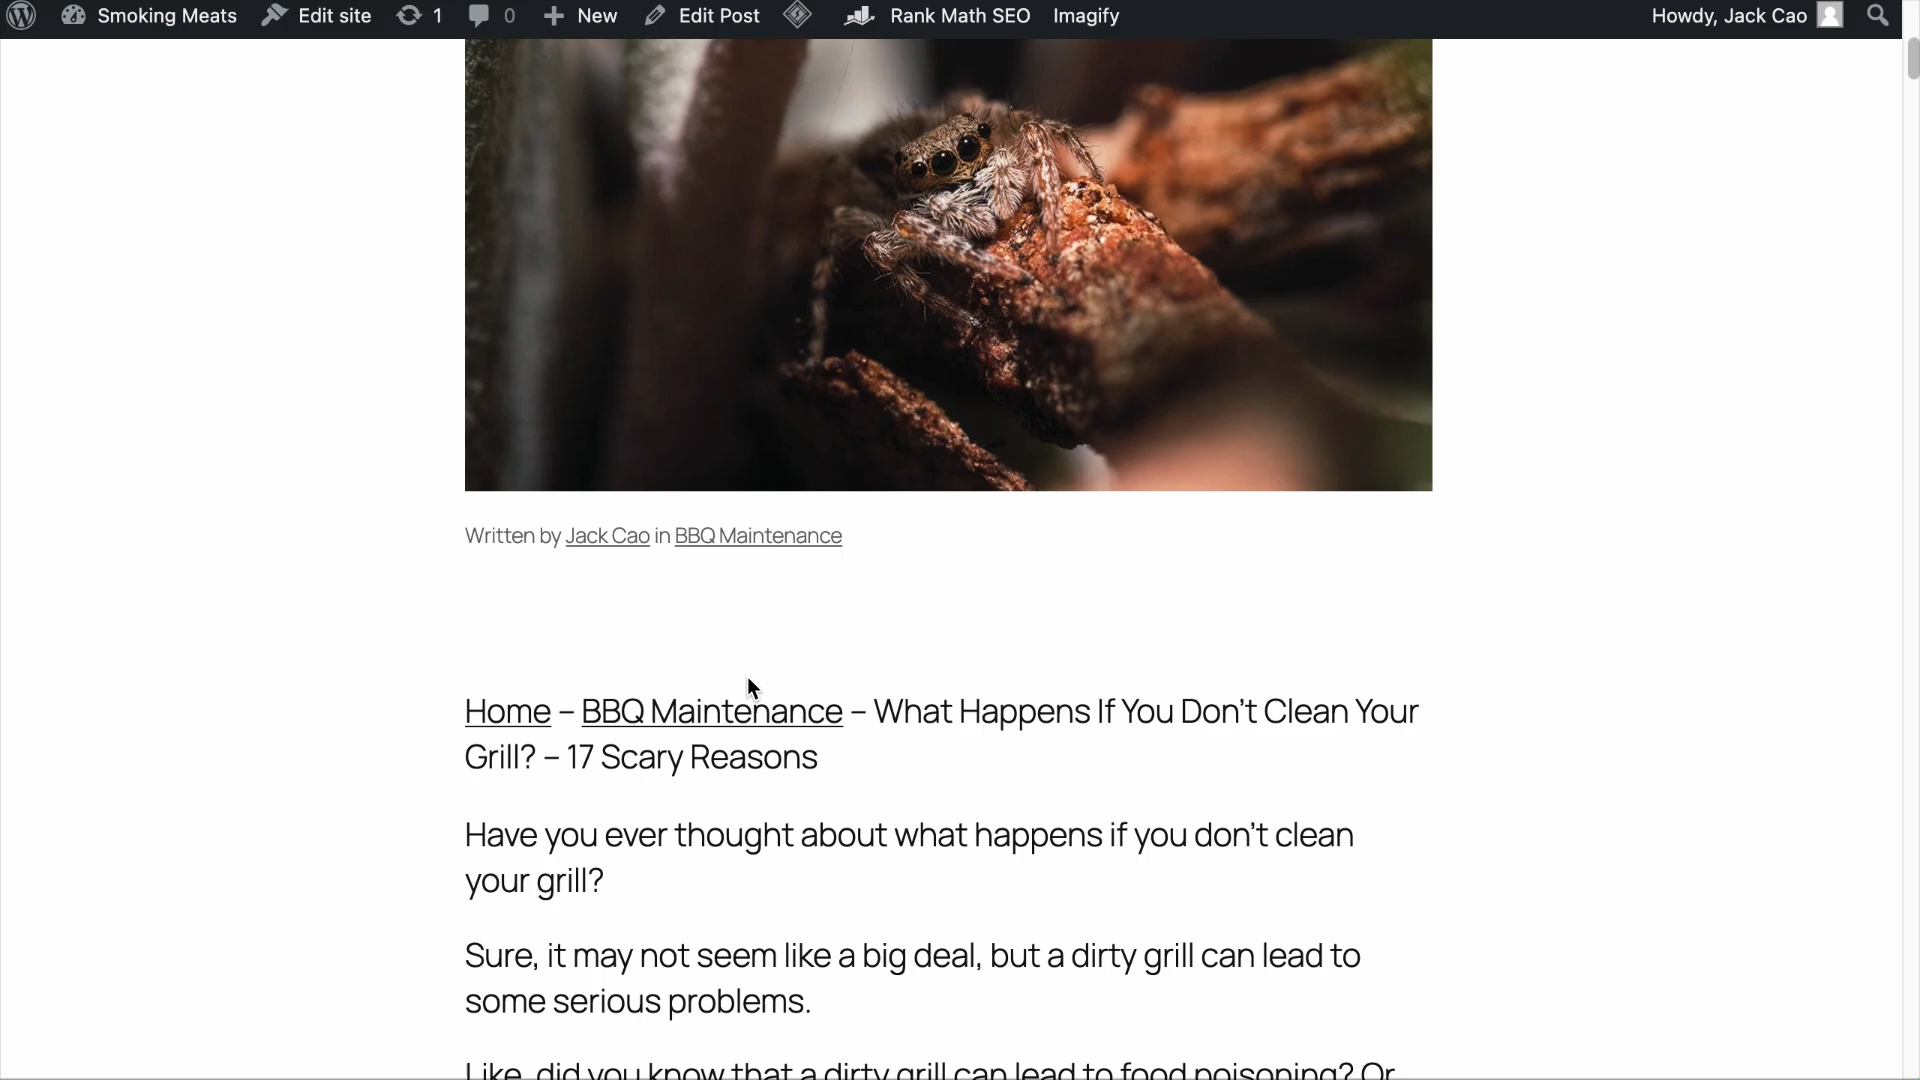 Smoking Meats Edit site 1 0 New Edit Post Rank Math SEO Imagify Howdy, Jack Cao
Written by Jack Cao in BBQ Maintenance
Home – BBQ Maintenance – What Happens If You Don’t Clean Your
Grill? – 17 Scary Reasons
Have you ever thought about what happens if you don’t clean
your grill?
Sure, it may not seem like a big deal, but a dirty grill can lead to
some serious problems.
Like, did you know that a dirty grill can lead to food poisoning? Or